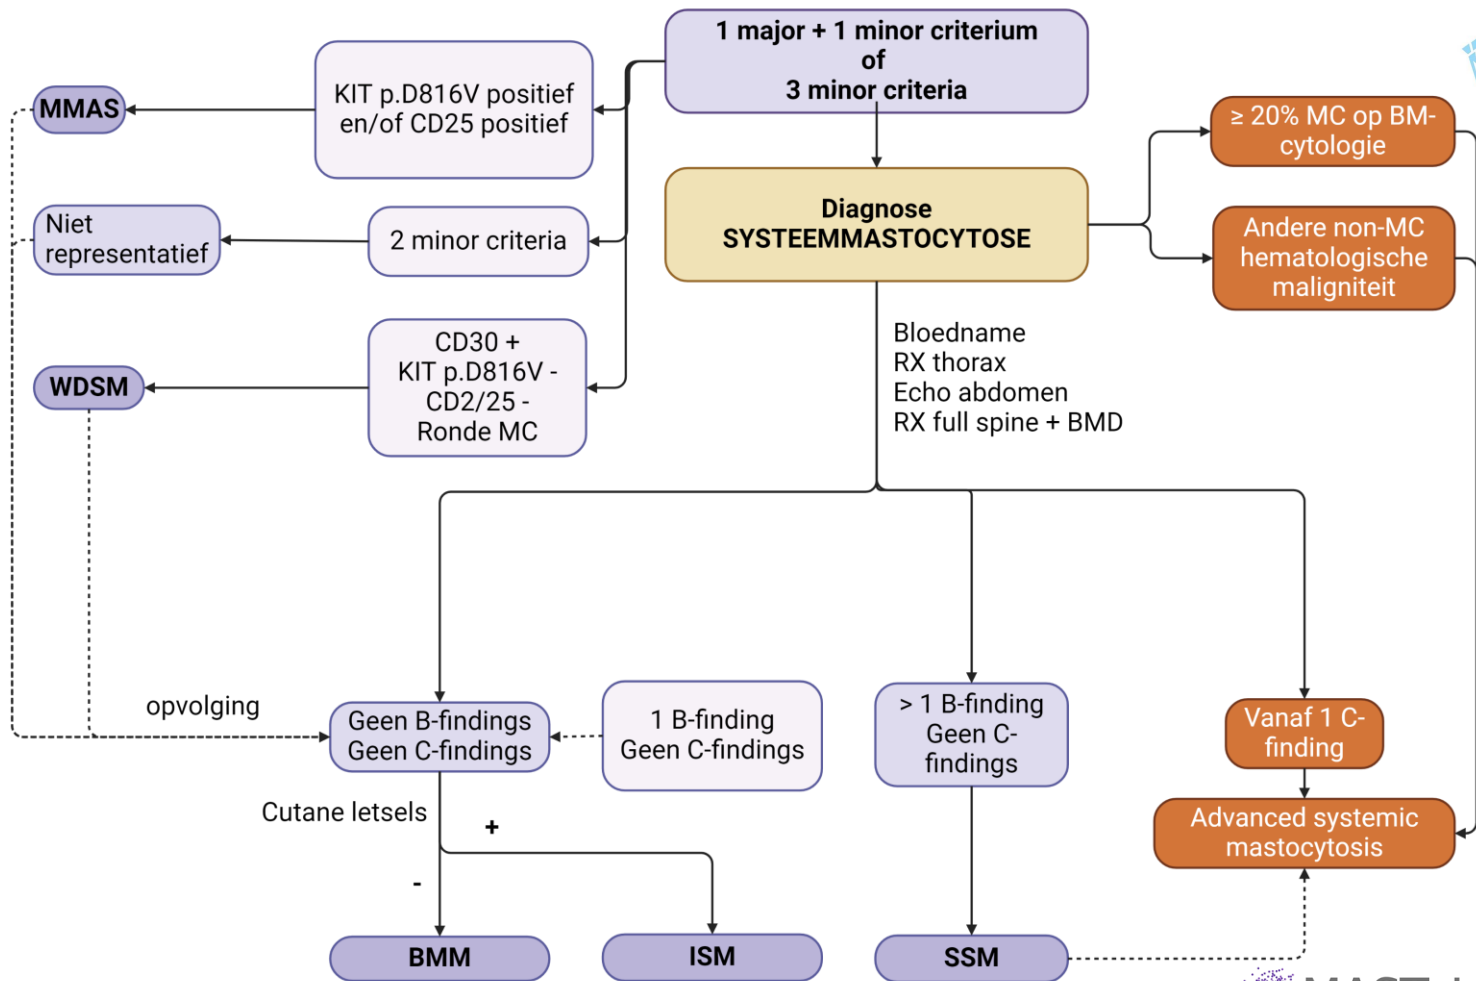 1 major + 1 minor criterium
of
3 minor criteria
KIT p.D816V positief
en/of CD25 positief
MMAS
≥ 20% MC op BM-
cytologie
Niet
representatief
2 minor criteria
Diagnose
SYSTEEMMASTOCYTOSE
Andere non-MC
hematologische
maligniteit
CD30 +
KIT p.D816V -
CD2/25 -
Ronde MC
WDSM
Bloedname
RX thorax
Echo abdomen
RX full spine + BMD
opvolging
Geen B-findings
Geen C-findings
1 B-finding
Geen C-findings
> 1 B-finding
Geen C-
findings
Vanaf 1 C-
finding
Cutane letsels
+
-
Advanced systemic
mastocytosis
BMM
ISM
SSM